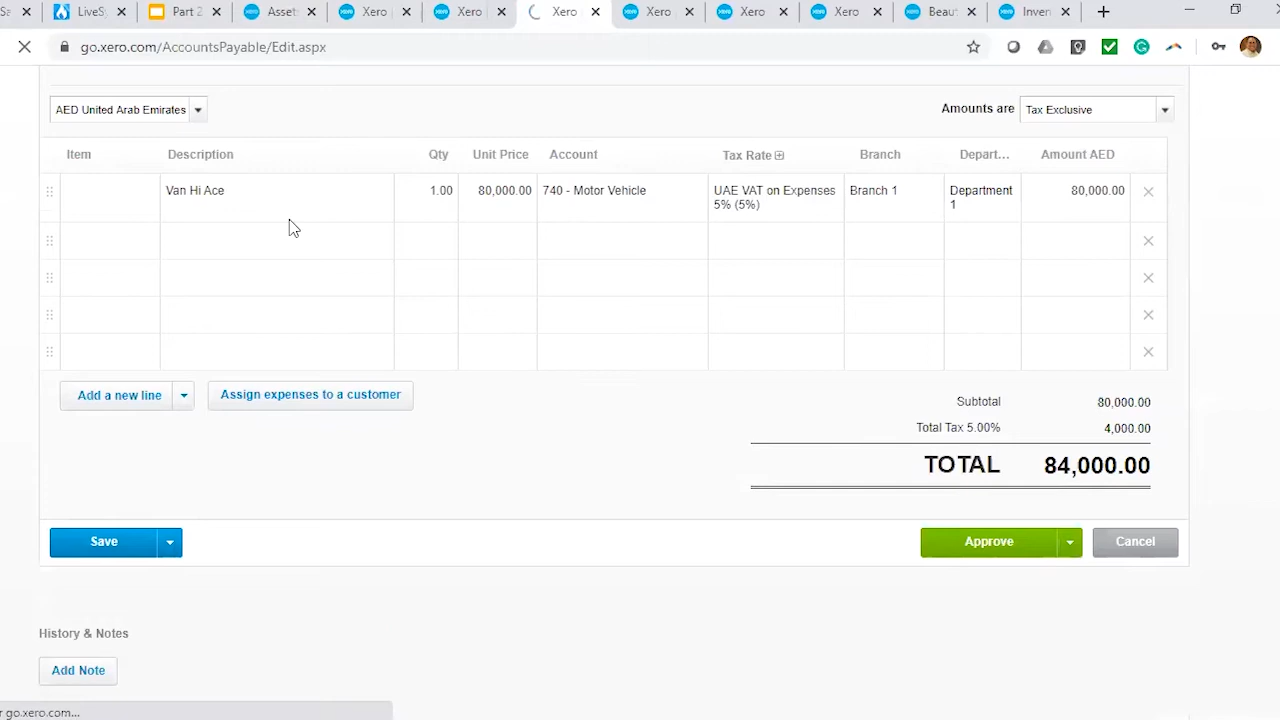 Sa
LiveSy
Part 2
Asset
Xero
Xero
Xero
Xero
Xero
Xero
Beau
Inven
go.xero.com/AccountsPayable/Edit.aspx
AED United Arab Emirates
Amounts are
Tax Exclusive
Item
Description
Qty
Unit Price
Account
Tax Rate
Branch
Depart...
Amount AED
Van Hi Ace
1.00
80,000.00
740 - Motor Vehicle
UAE VAT on Expenses
5% (5%)
Branch 1
Department
1
80,000.00
Add a new line
Assign expenses to a customer
Subtotal
80,000.00
Total Tax 5.00%
4,000.00
TOTAL
84,000.00
Save
Approve
Cancel
History & Notes
Add Note
r go.xero.com...